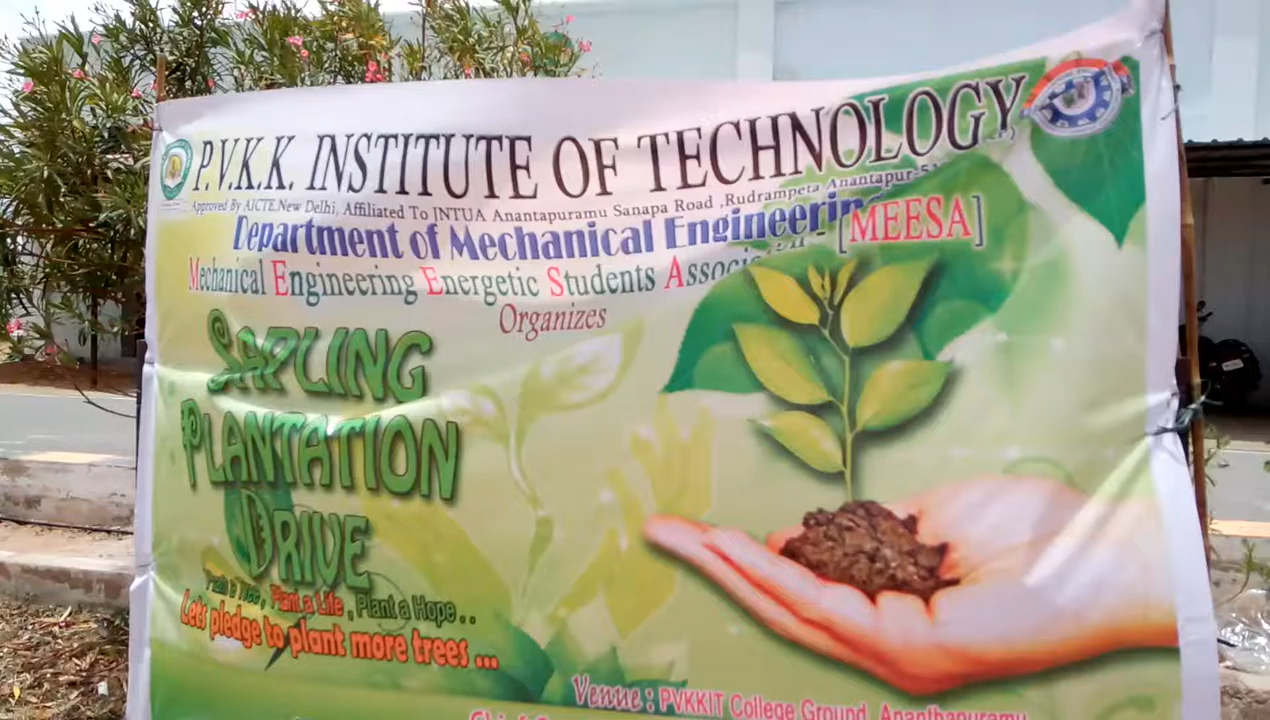 P.V.K.K. INSTITUTE OF TECHNOLOGY
Approved By AICTE, New Delhi, Affiliated To JNTUA Anantapuramu Sanapa Road ,Rudrampeta Anantapur-
Department of Mechanical Engineering [MEESA]
Mechanical Engineering Energetic Students
Organizes
SAPLING
PLANTATION
DRIVE
Plant a Tree, Plant a Life, Plant a Hope . .
Lets pledge to plant more trees ...
Venue : PVKKIT College Ground, Ananthapuramu